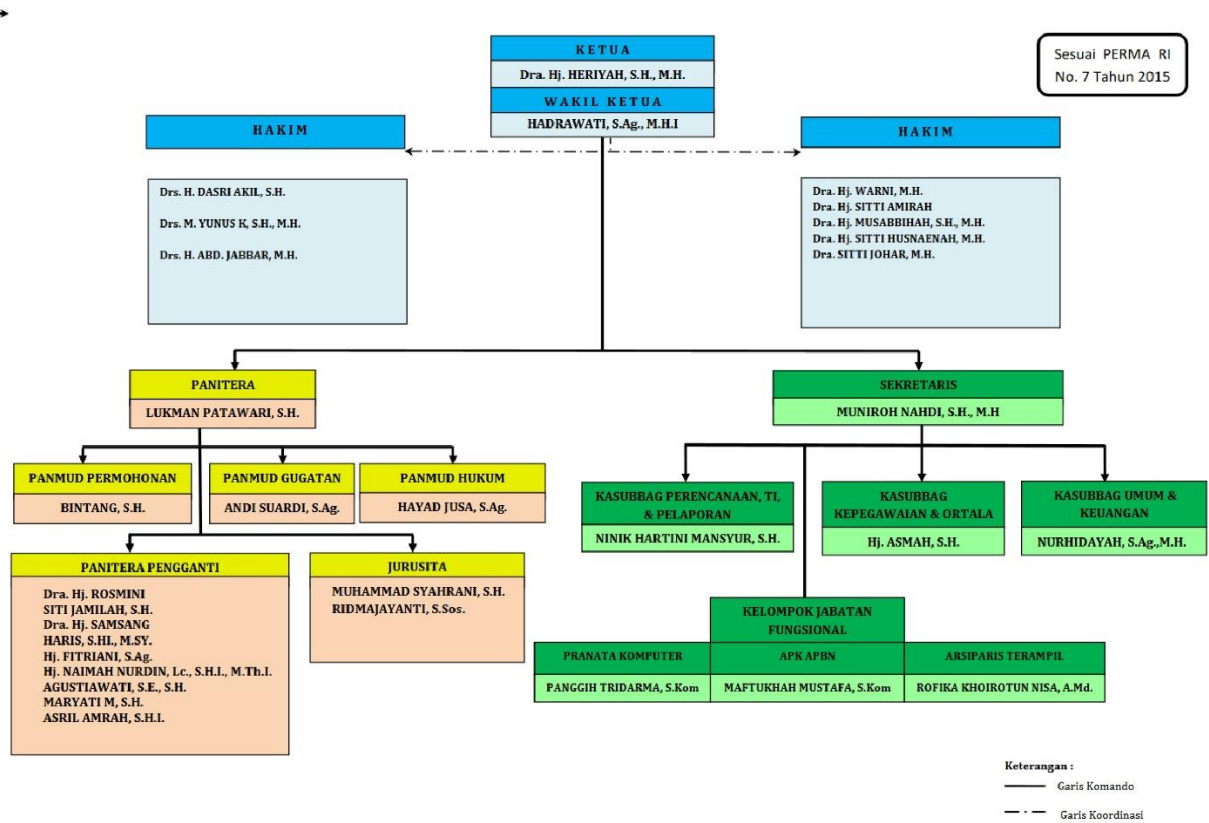 KETUA
Dra. Hj. HERIYAH, S.H., M.H.
WAKIL KETUA
HADRAWATI, S.Ag., M.H.I
Sesuai PERMA RI
No. 7 Tahun 2015
HAKIM
Drs. H. DASRI AKIL, S.H.
Drs. M. YUNUS K, S.H., M.H.
Drs. H. ABD. JABBAR, M.H.
HAKIM
Dra. Hj. WARNI, M.H.
Dra. Hj. SITTI AMIRAH
Dra. Hj. MUSABBIHAH, S.H., M.H.
Dra. Hj. SITTI HUSNAENAH, M.H.
Dra. SITTI JOHAR, M.H.
PANITERA
LUKMAN PATAWARI, S.H.
PANMUD PERMOHONAN
BINTANG, S.H.
PANMUD GUGATAN
ANDI SUARDI, S.Ag.
PANMUD HUKUM
HAYAD JUSA, S.Ag.
PANITERA PENGGANTI
Dra. Hj. ROSMINI
SITI JAMILAH, S.H.
Dra. Hj. SAMSANG
HARIS, S.HI., M.SY.
Hj. FITRIANI, S.Ag.
Hj. NAIMAH NURDIN, Lc., S.H.I., M.Th.I.
AGUSTIAWATI, S.E., S.H.
MARYATI M, S.H.
ASRIL AMRAH, S.H.I.
JURUSITA
MUHAMMAD SYAHRANI, S.H.
RIDMAJAYANTI, S.Sos.
SEKRETARIS
MUNIROH NAHDI, S.H., M.H
KASUBBAG PERENCANAAN, TI,
& PELAPORAN
NINIK HARTINI MANSYUR, S.H.
KASUBBAG
KEPEGAWAIAN & ORTALA
Hj. ASMAH, S.H.
KASUBBAG UMUM &
KEUANGAN
NURHIDAYAH, S.Ag.,M.H.
KELOMPOK JABATAN
FUNGSIONAL
PRANATA KOMPUTER
PANGGIH TRIDARMA, S.Kom
APK APBN
MAFTUKHAH MUSTAFA, S.Kom
ARSIPARIS TERAMPIL
ROFIKA KHOIROTUN NISA, A.Md.
Keterangan :
Garis Komando
Garis Koordinasi